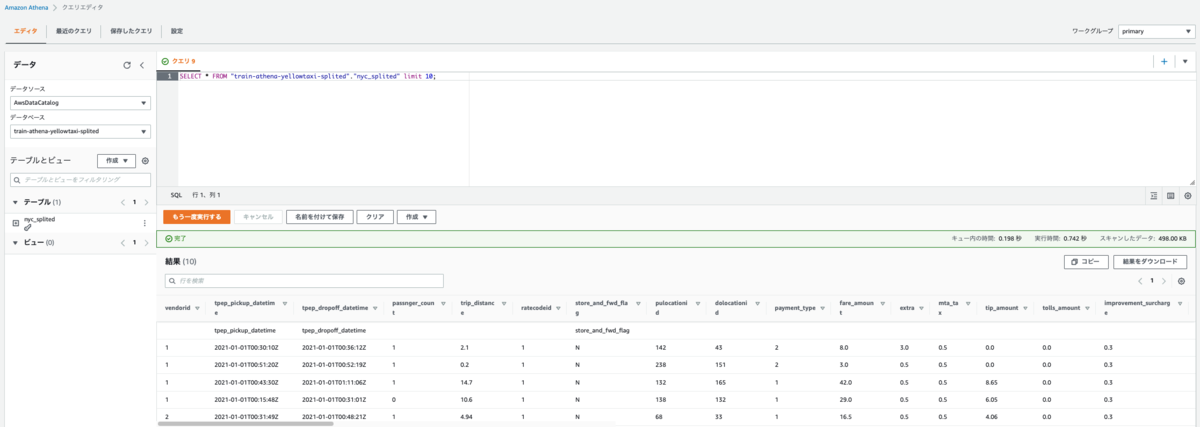 Amazon Athena > クエリエディタ
エディタ 最近のクエリ 保存したクエリ 設定
ワークグループ primary
データ
データソース
AwsDataCatalog
データベース
train-athena-yellowtaxi-splited
テーブルとビュー 作成
テーブルとビューをフィルタリング
テーブル (1) 1
nyc_splited
ビュー (0) 1
クエリ 9
1 SELECT * FROM "train-athena-yellowtaxi-splited"."nyc_splited" limit 10;
SQL 行 1、列 1
もう一度実行する キャンセル 名前を付けて保存 クリア 作成
完了 キュー内の時間: 0.198 秒 実行時間: 0.742 秒 スキャンしたデータ: 498.00 KB
結果 (10) コピー 結果をダウンロード
行を検索 1
vendorid tpep_pickup_datetime tpep_dropoff_datetime passnger_count trip_distance ratecodeid store_and_fwd_flag pulocationid dolocationid payment_type fare_amount extra mta_tax tip_amount tolls_amount improvement_surcharge
tpep_pickup_datetime tpep_dropoff_datetime store_and_fwd_flag
1 2021-01-01T00:30:10Z 2021-01-01T00:36:12Z 1 2.1 1 N 142 43 2 8.0 3.0 0.5 0.0 0.0 0.3
1 2021-01-01T00:51:20Z 2021-01-01T00:52:19Z 1 0.2 1 N 238 151 2 3.0 0.5 0.5 0.0 0.0 0.3
1 2021-01-01T00:43:30Z 2021-01-01T01:11:06Z 1 14.7 1 N 132 165 1 42.0 0.5 0.5 8.65 0.0 0.3
1 2021-01-01T00:15:48Z 2021-01-01T00:31:01Z 0 10.6 1 N 138 132 1 29.0 0.5 0.5 6.05 0.0 0.3
2 2021-01-01T00:31:49Z 2021-01-01T00:48:21Z 1 4.94 1 N 68 33 1 16.5 0.5 0.5 4.06 0.0 0.3